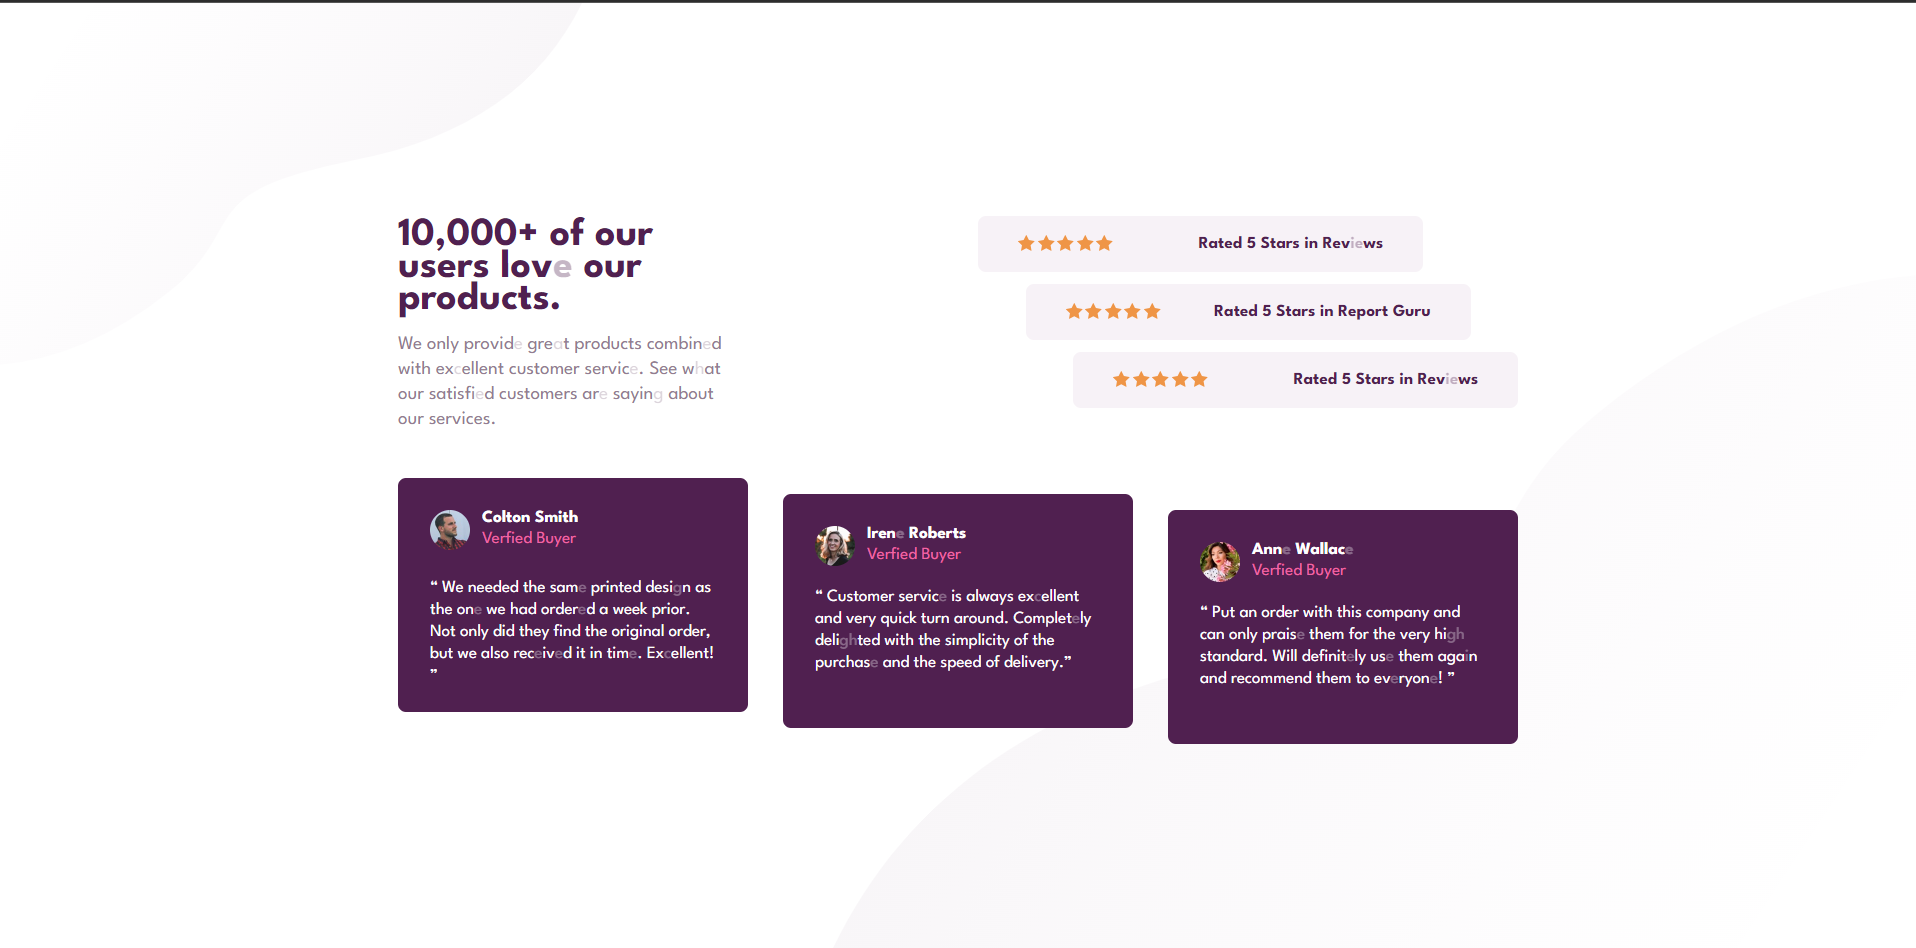 10,000+ of our
users love our
products.
We only provide great products combined
with excellent customer service. See what
our satisfied customers are saying about
our services.
Rated 5 Stars in Reviews
Rated 5 Stars in Report Guru
Rated 5 Stars in Reviews
Colton Smith
Verfied Buyer
“ We needed the same printed design as
the one we had ordered a week prior.
Not only did they find the original order,
but we also received it in time. Excellent!
”
Irene Roberts
Verfied Buyer
“ Customer service is always excellent
and very quick turn around. Completely
delighted with the simplicity of the
purchase and the speed of delivery.”
Anne Wallace
Verfied Buyer
“ Put an order with this company and
can only praise them for the very high
standard. Will definitely use them again
and recommend them to everyone! ”